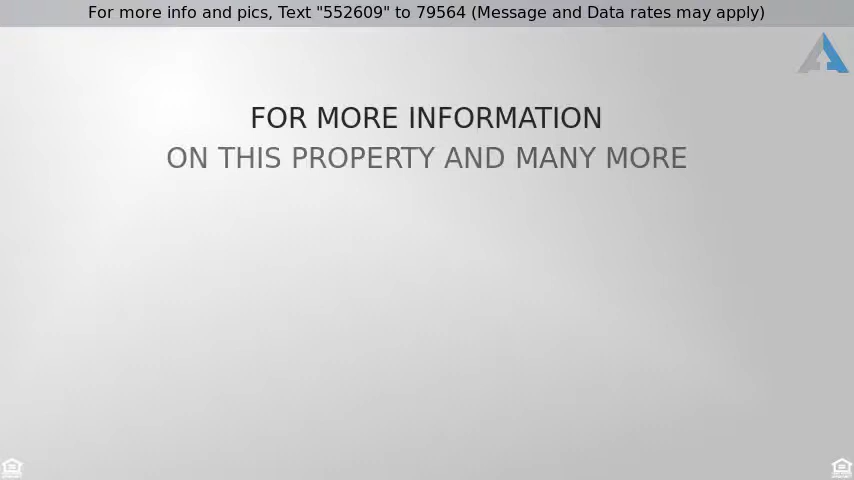 For more info and pics, Text "552609" to 79564 (Message and Data rates may apply)
FOR MORE INFORMATION
ON THIS PROPERTY AND MANY MORE